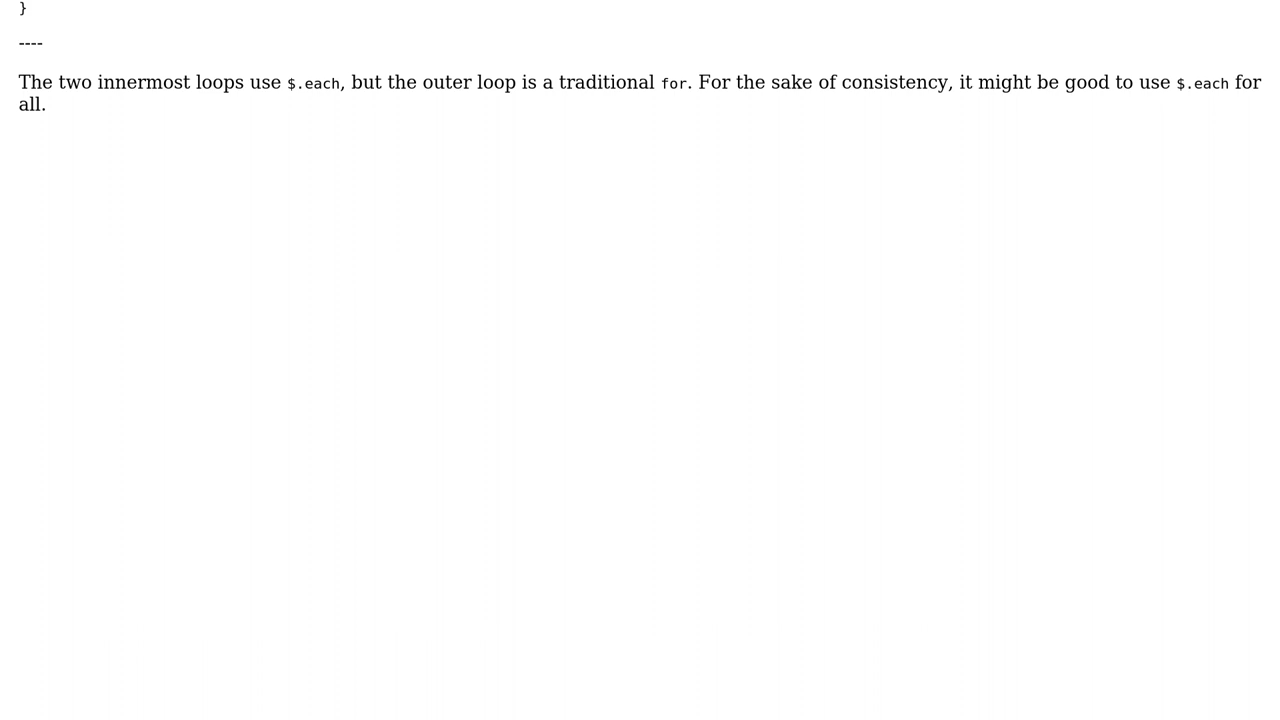 }
----
The two innermost loops use $.each, but the outer loop is a traditional for. For the sake of consistency, it might be good to use $.each for
all.